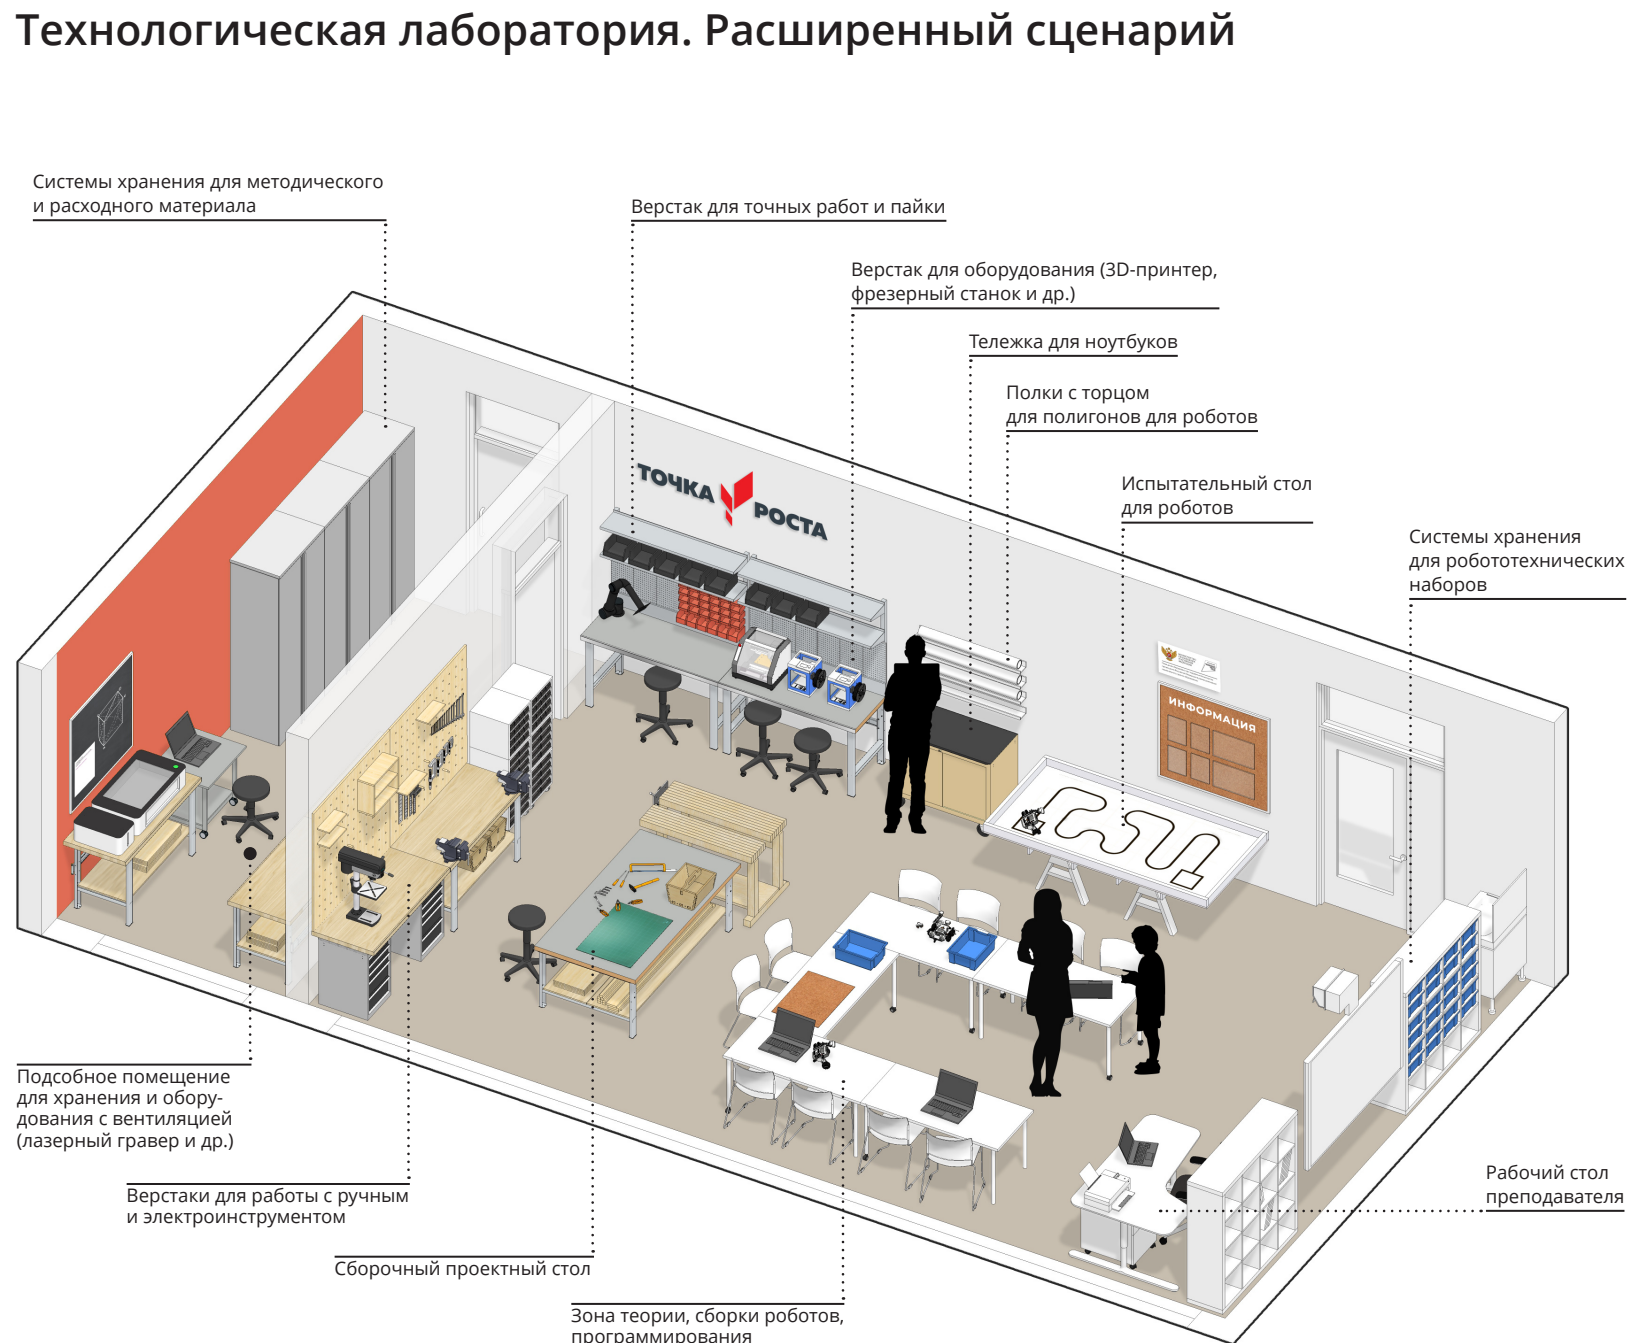 Технологическая лаборатория. Расширенный сценарий
Системы хранения для методического
и расходного материала
Верстак для точных работ и пайки
Верстак для оборудования (3D-принтер,
фрезерный станок и др.)
Тележка для ноутбуков
Полки с торцом
для полигонов для роботов
Испытательный стол
для роботов
Системы хранения
для робототехнических
наборов
ТОЧКА
РОСТА
ИНФОРМАЦИЯ
Подсобное помещение
для хранения и обору-
дования с вентиляцией
(лазерный гравер и др.)
Верстаки для работы с ручным
и электроинструментом
Сборочный проектный стол
Зона теории, сборки роботов,
программирования
Рабочий стол
преподавателя